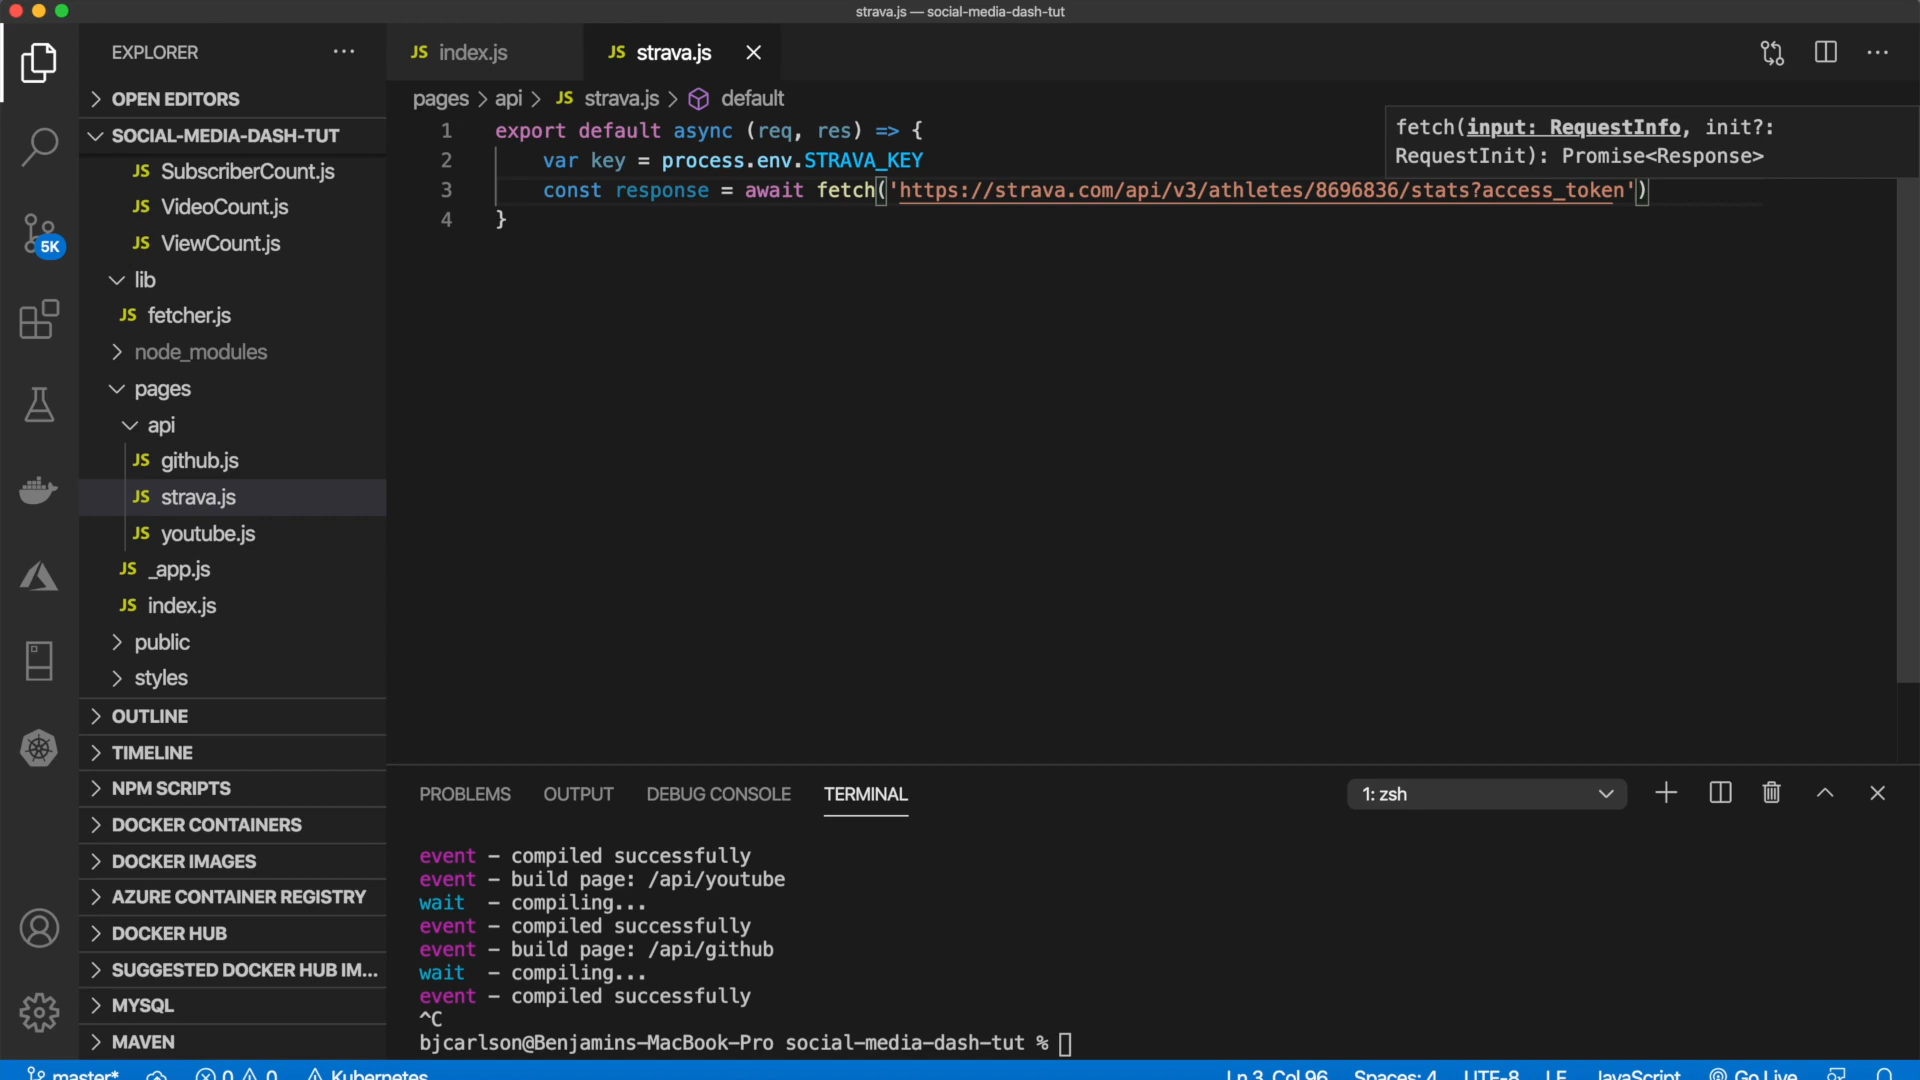 strava.js — social-media-dash-tut
EXPLORER
JS index.js
JS strava.js
OPEN EDITORS
SOCIAL-MEDIA-DASH-TUT
JS SubscriberCount.js
JS VideoCount.js
JS ViewCount.js
lib
JS fetcher.js
node_modules
pages
api
JS github.js
JS strava.js
JS youtube.js
JS _app.js
JS index.js
public
styles
OUTLINE
TIMELINE
NPM SCRIPTS
DOCKER CONTAINERS
DOCKER IMAGES
AZURE CONTAINER REGISTRY
DOCKER HUB
SUGGESTED DOCKER HUB IM...
MYSQL
MAVEN
5K
pages > api > JS strava.js > default
1 export default async (req, res) => {
2 var key = process.env.STRAVA_KEY
3 const response = await fetch('https://strava.com/api/v3/athletes/8696836/stats?access_token')
4 }
fetch(input: RequestInfo, init?:
RequestInit): Promise<Response>
PROBLEMS OUTPUT DEBUG CONSOLE TERMINAL
1: zsh
event - compiled successfully
event - build page: /api/youtube
wait - compiling...
event - compiled successfully
event - build page: /api/github
wait - compiling...
event - compiled successfully
^C
bjcarlson@Benjamins-MacBook-Pro social-media-dash-tut %
master* 0 0 Kubernetes Ln 3, Col 96 Spaces: 4 UTF-8 LF JavaScript Go Live